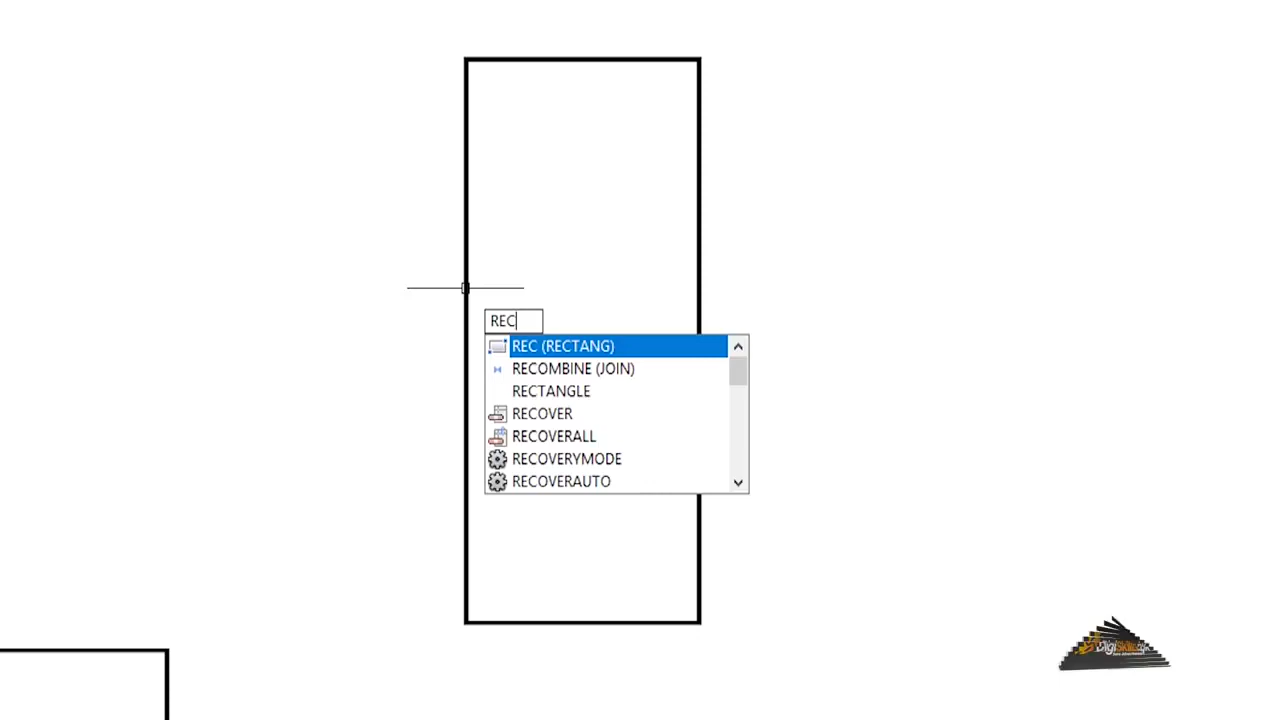 REC
REC (RECTANG)
RECOMBINE (JOIN)
RECTANGLE
RECOVER
RECOVERALL
RECOVERYMODE
RECOVERAUTO